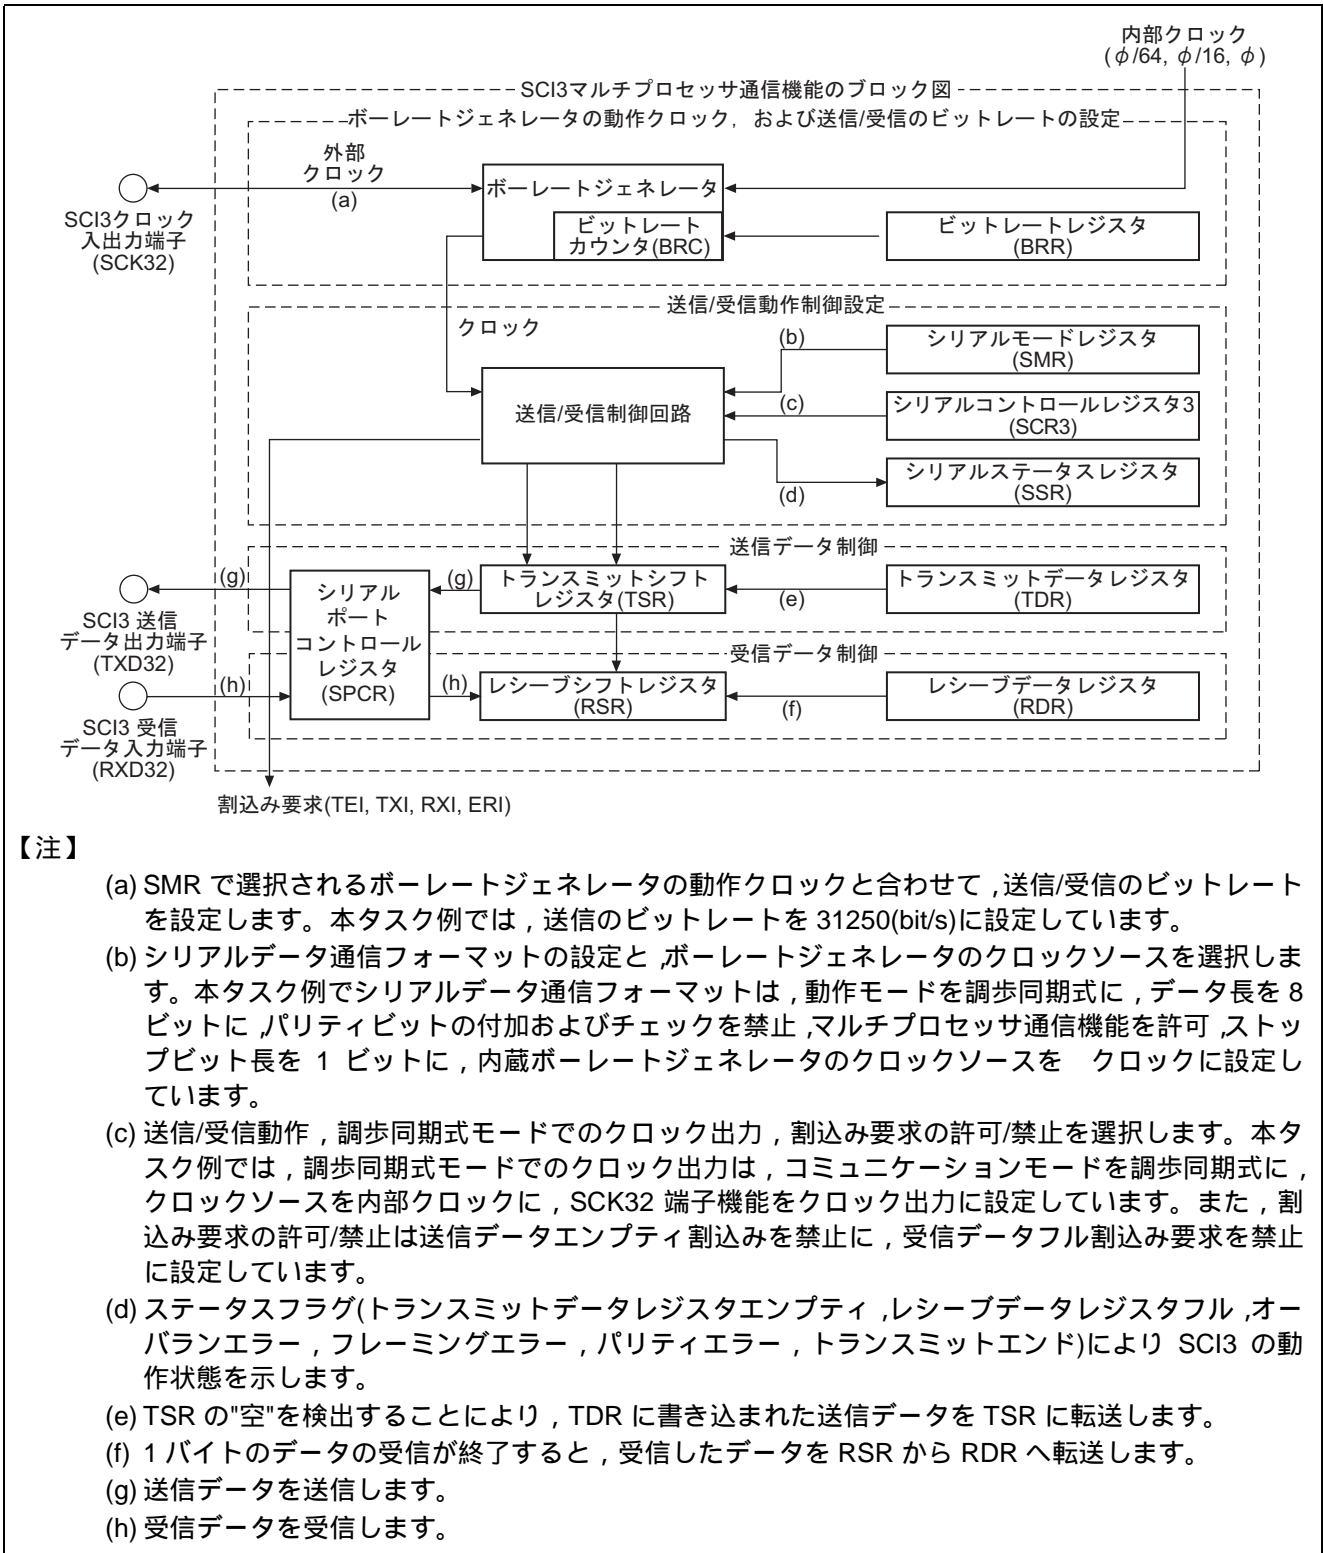 内部クロック
(φ/64, φ/16, φ)
SCI3マルチプロセッサ通信機能のブロック図
ボーレートジェネレータの動作クロック，および送信/受信のビットレートの設定
外部
クロック
(a)
ボーレートジェネレータ
SCI3クロック
入出力端子
(SCK32)
ビットレート
カウンタ(BRC)
ビットレートレジスタ
(BRR)
送信/受信動作制御設定
クロック
(b)
シリアルモードレジスタ
(SMR)
送信/受信制御回路
(c)
シリアルコントロールレジスタ3
(SCR3)
(d)
シリアルステータスレジスタ
(SSR)
送信データ制御
(g)
シリアル
ポート
コントロール
レジスタ
(SPCR)
(g)
トランスミットシフト
レジスタ(TSR)
(e)
トランスミットデータレジスタ
(TDR)
SCI3 送信
データ出力端子
(TXD32)
受信データ制御
(h)
(h)
レシーブシフトレジスタ
(RSR)
(f)
レシーブデータレジスタ
(RDR)
SCI3 受信
データ入力端子
(RXD32)
割込み要求(TEI, TXI, RXI, ERI)
【注】
(a) SMR で選択されるボーレートジェネレータの動作クロックと合わせて，送信/受信のビットレート
を設定します。本タスク例では，送信のビットレートを 31250(bit/s)に設定しています。
(b) シリアルデータ通信フォーマットの設定と，ボーレートジェネレータのクロックソースを選択しま
す。本タスク例でシリアルデータ通信フォーマットは，動作モードを調歩同期式に，データ長を 8
ビットに，パリティビットの付加およびチェックを禁止，マルチプロセッサ通信機能を許可，ストッ
プビット長を 1 ビットに，内蔵ボーレートジェネレータのクロックソースを　クロックに設定し
ています。
(c) 送信/受信動作，調歩同期式モードでのクロック出力，割込み要求の許可/禁止を選択します。本タ
スク例では，調歩同期式モードでのクロック出力は，コミュニケーションモードを調歩同期式に，
クロックソースを内部クロックに，SCK32 端子機能をクロック出力に設定しています。また，割
込み要求の許可/禁止は送信データエンプティ割込みを禁止に，受信データフル割込み要求を禁止
に設定しています。
(d) ステータスフラグ(トランスミットデータレジスタエンプティ，レシーブデータレジスタフル，オー
バランエラー，フレーミングエラー，パリティエラー，トランスミットエンド)により SCI3 の動
作状態を示します。
(e) TSR の"空"を検出することにより，TDR に書き込まれた送信データを TSR に転送します。
(f) 1 バイトのデータの受信が終了すると，受信したデータを RSR から RDR へ転送します。
(g) 送信データを送信します。
(h) 受信データを受信します。